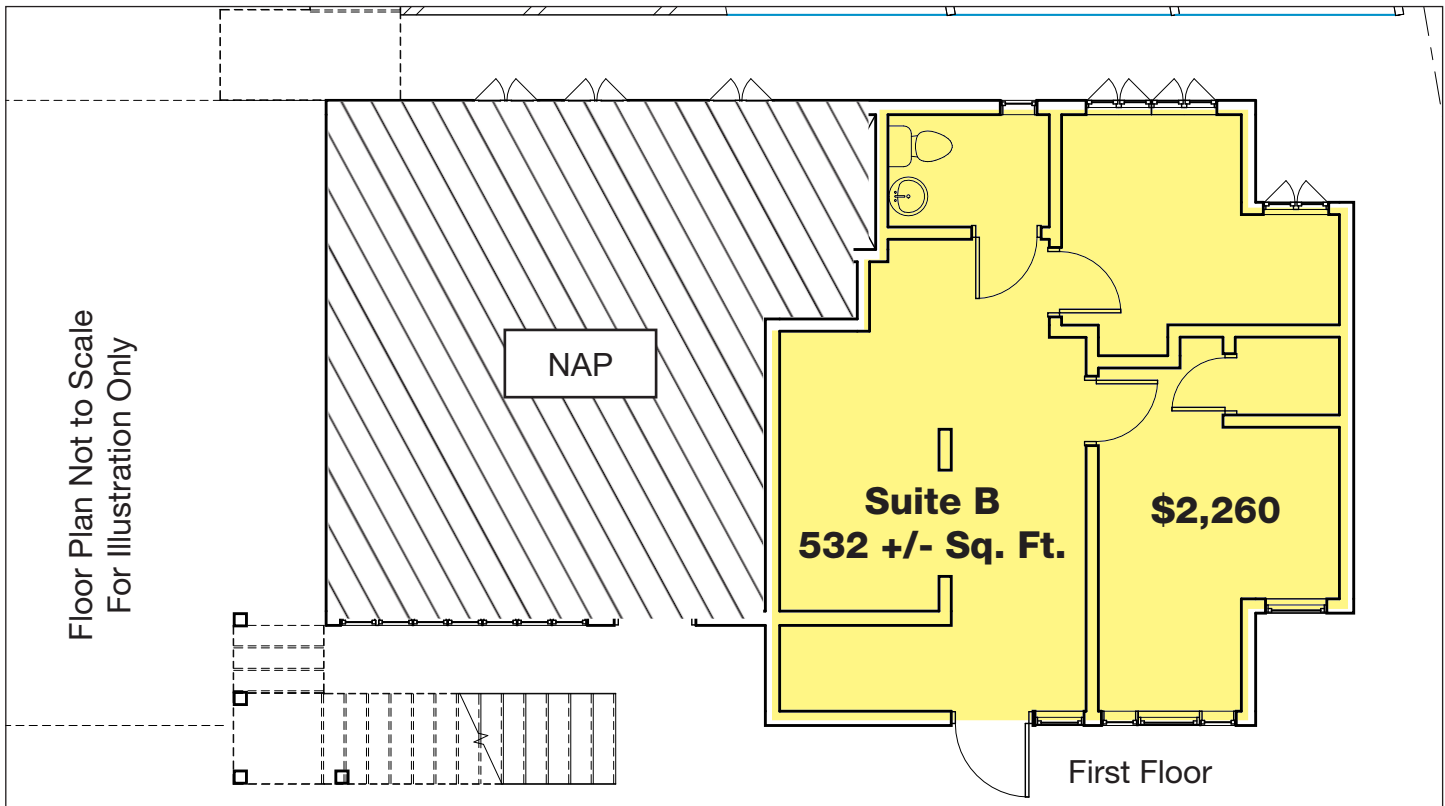 Floor Plan Not to Scale
For Illustration Only
NAP
Suite B
532 +/- Sq. Ft.
$2,260
First Floor